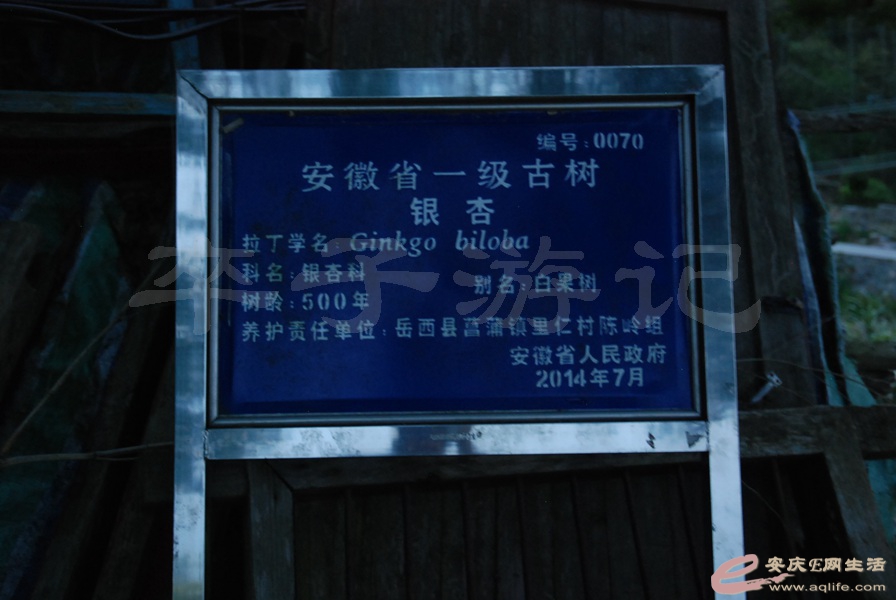 编号:0070
安徽省一级古树
银杏
拉丁学名: Ginkgo biloba
科名:银杏科 别名:白果树
树龄:500年
养护责任单位:岳西县菖蒲镇里仁村陈岭组
安徽省人民政府
2014年7月
游记
安庆E网生活
www.aqlife.com